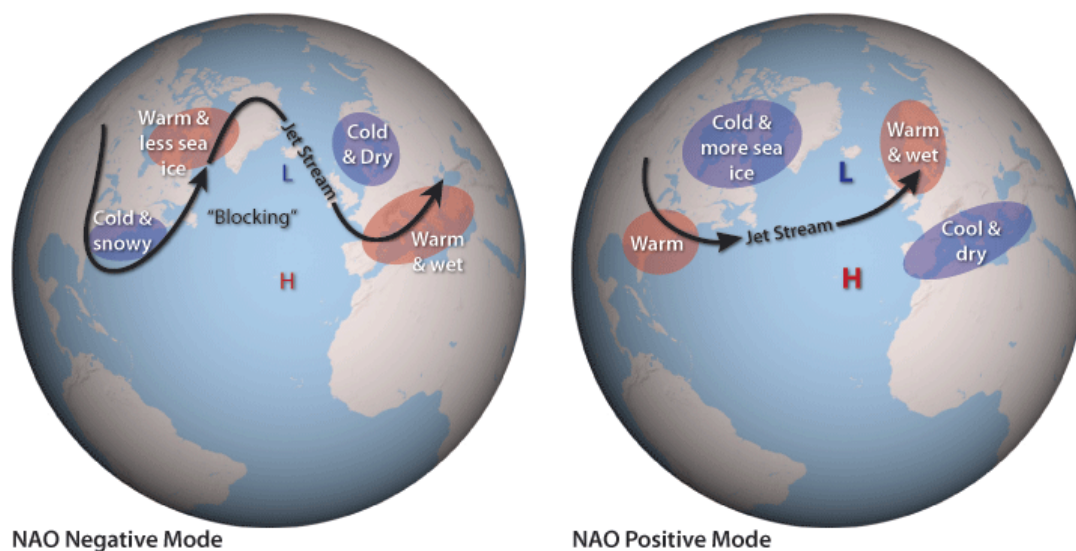 Warm &
less sea
ice
Jet Stream
Cold
& Dry
L
Cold &
snowy
"Blocking"
Warm
& wet
H
NAO Negative Mode
Cold &
more sea
ice
Warm
& wet
L
Warm
Jet Stream
Cool &
dry
H
NAO Positive Mode